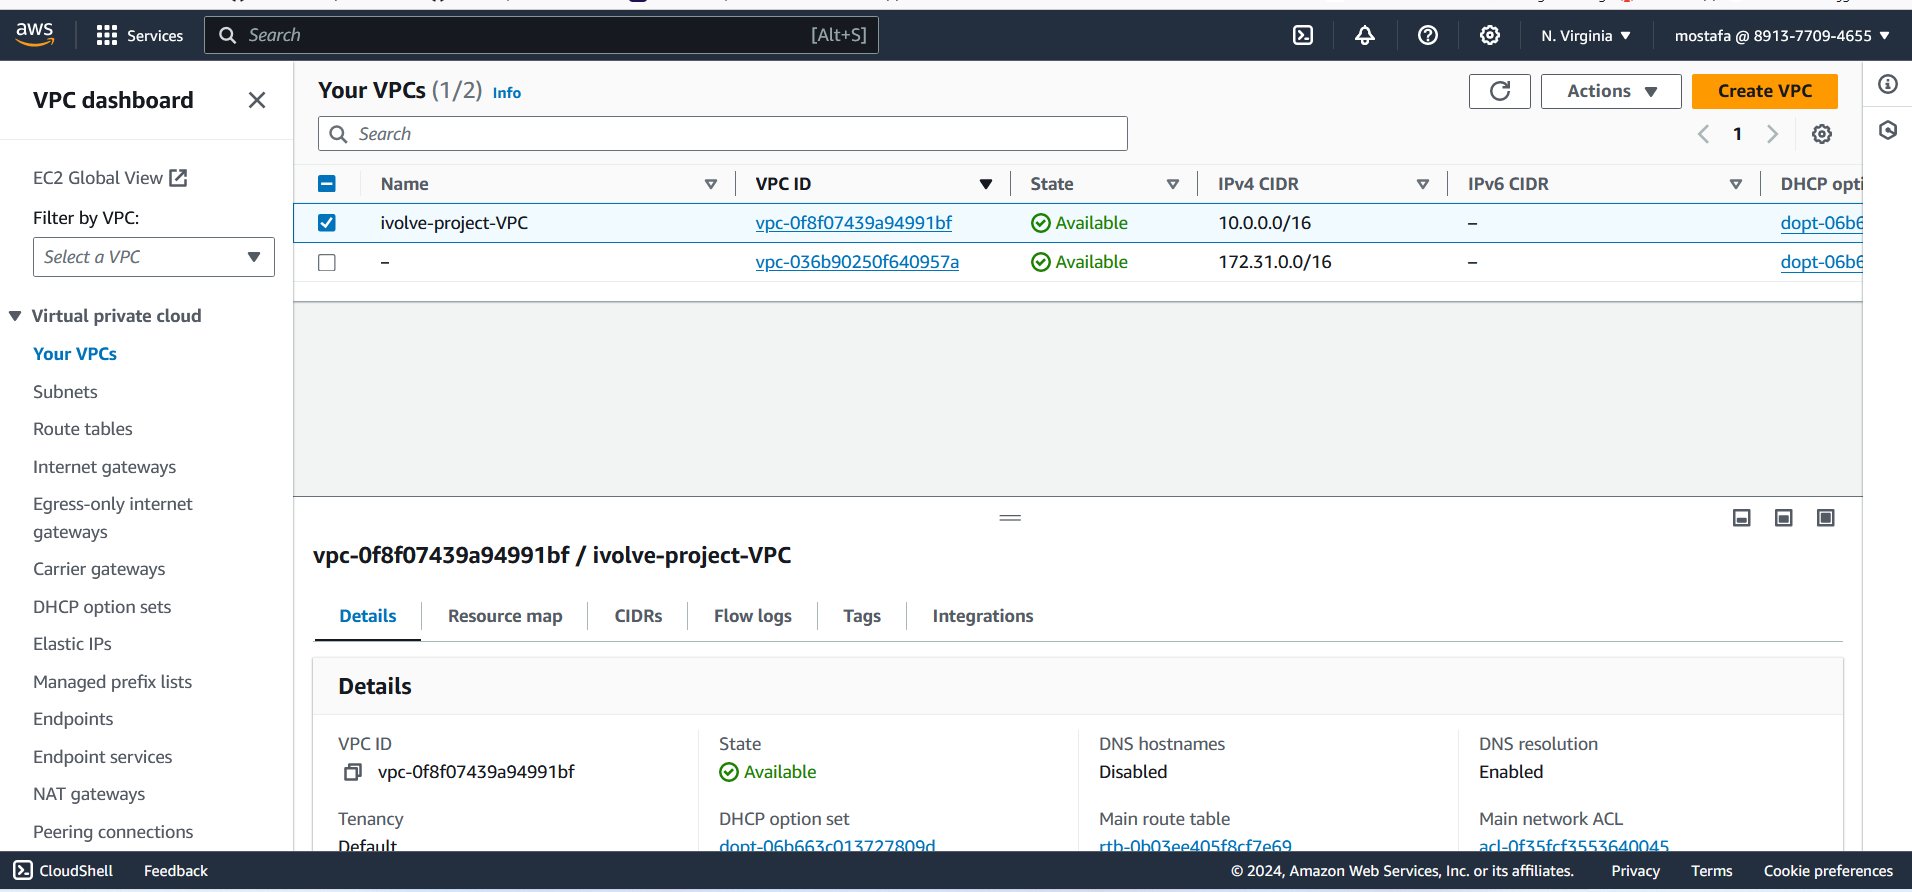 aws
Services
Search
[Alt+S]
N. Virginia
mostafa @ 8913-7709-4655
VPC dashboard
EC2 Global View
Filter by VPC:
Select a VPC
Virtual private cloud
Your VPCs
Subnets
Route tables
Internet gateways
Egress-only internet
gateways
Carrier gateways
DHCP option sets
Elastic IPs
Managed prefix lists
Endpoints
Endpoint services
NAT gateways
Peering connections
Your VPCs (1/2) Info
Actions
Create VPC
Search
1
Name VPC ID State IPv4 CIDR IPv6 CIDR DHCP opti
ivolve-project-VPC vpc-0f8f07439a94991bf Available 10.0.0.0/16 – dopt-06b6
– vpc-036b90250f640957a Available 172.31.0.0/16 – dopt-06b6
vpc-0f8f07439a94991bf / ivolve-project-VPC
Details Resource map CIDRs Flow logs Tags Integrations
Details
VPC ID State DNS hostnames DNS resolution
vpc-0f8f07439a94991bf Available Disabled Enabled
Tenancy DHCP option set Main route table Main network ACL
Default dopt-06b663c013727809d rtb-0b03ee405f8cf7e69 acl-0f35fcf3553640045
CloudShell Feedback © 2024, Amazon Web Services, Inc. or its affiliates. Privacy Terms Cookie preferences